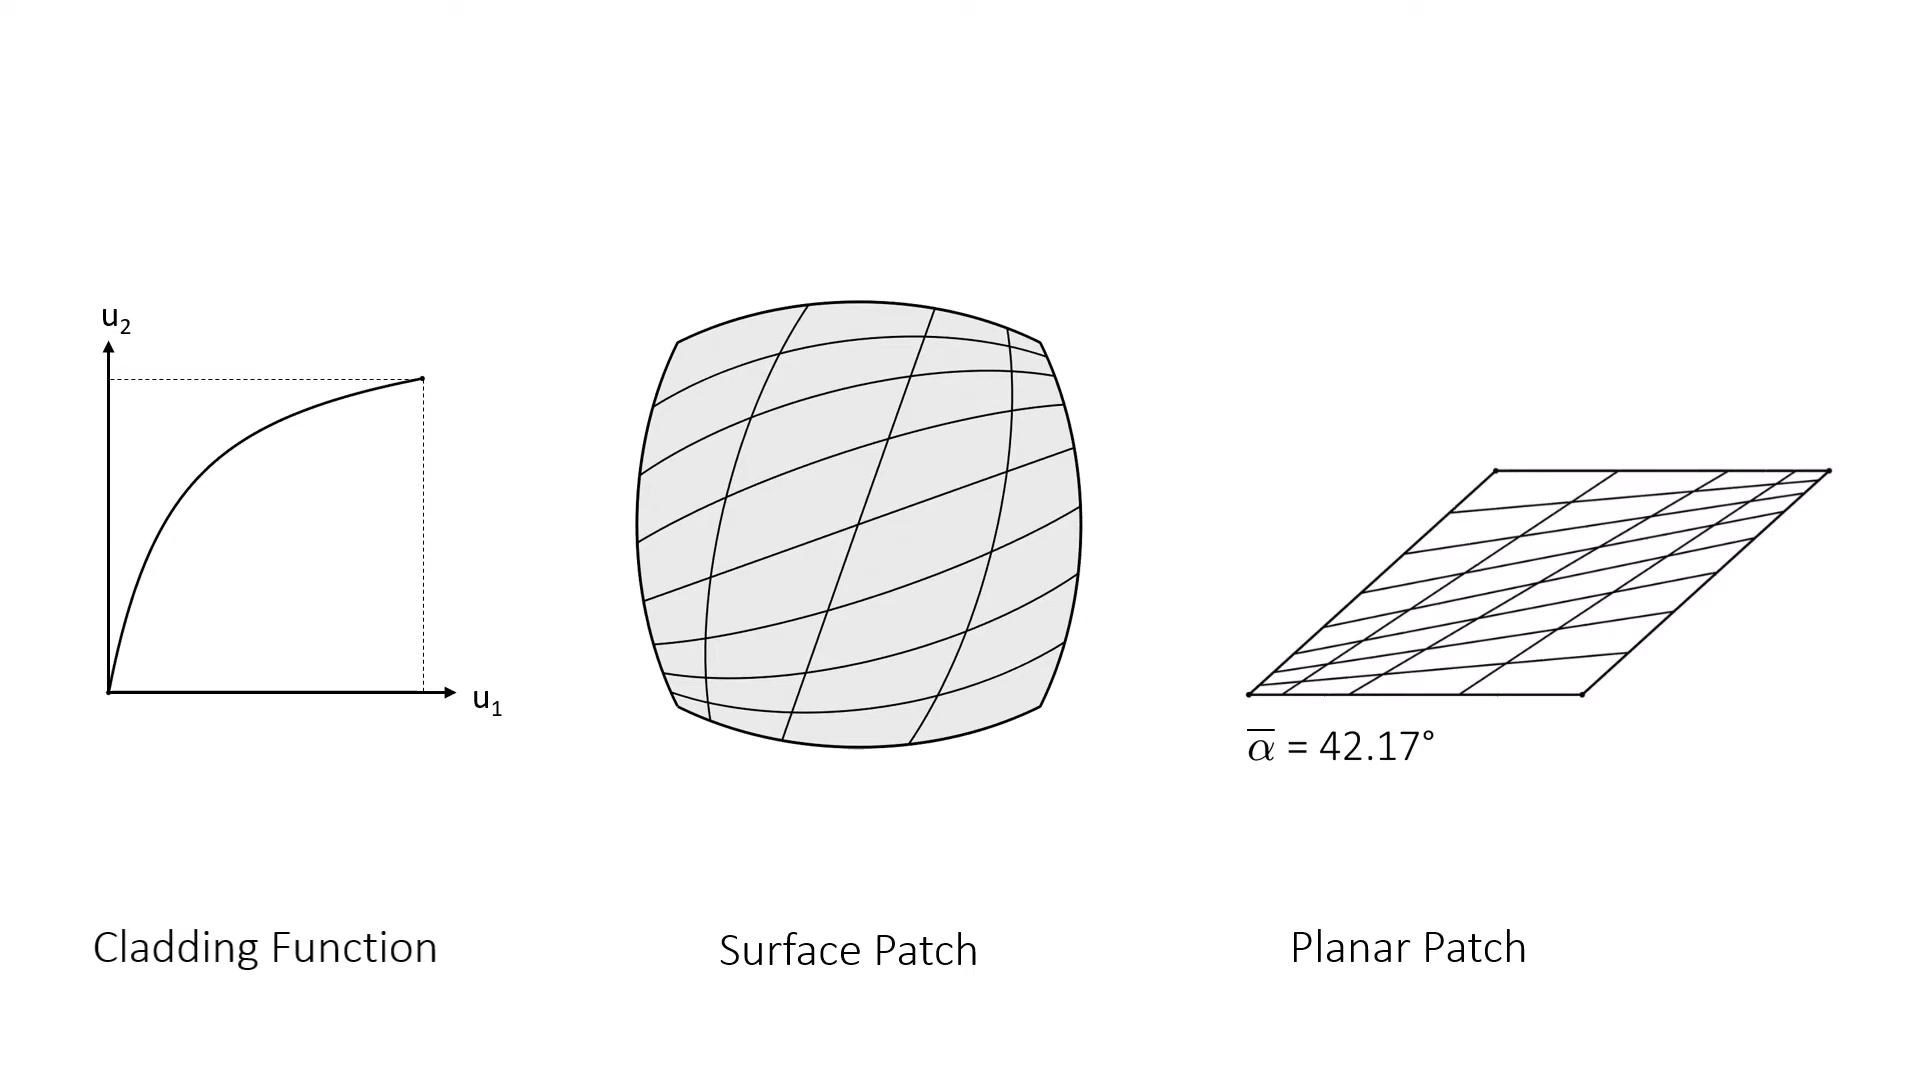 u₂
u₁
ᾱ = 42.17°
Cladding Function
Surface Patch
Planar Patch